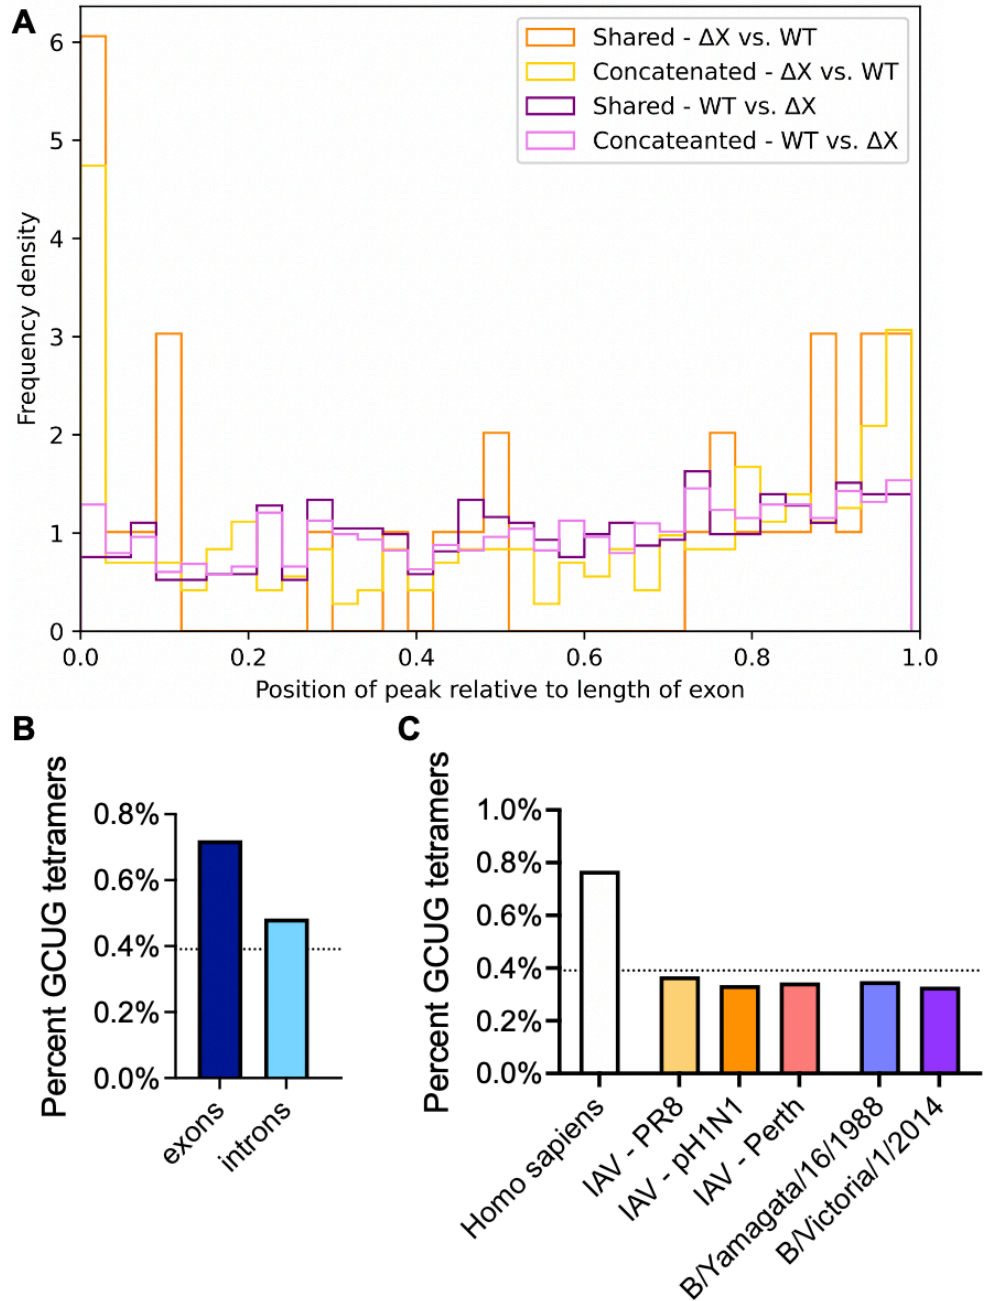 A
Frequency density
6
5
4
3
2
1
0
Shared - ΔX vs. WT
Concatenated - ΔX vs. WT
Shared - WT vs. ΔX
Concateanted - WT vs. ΔX
0.0 0.2 0.4 0.6 0.8 1.0
Position of peak relative to length of exon
B
Percent GCUG tetramers
0.8%
0.6%
0.4%
0.2%
0.0%
exons
introns
C
Percent GCUG tetramers
1.0%
0.8%
0.6%
0.4%
0.2%
0.0%
Homo sapiens
IAV - PR8
IAV - pH1N1
IAV - Perth
B/Yamagata/16/1988
B/Victoria/1/2014